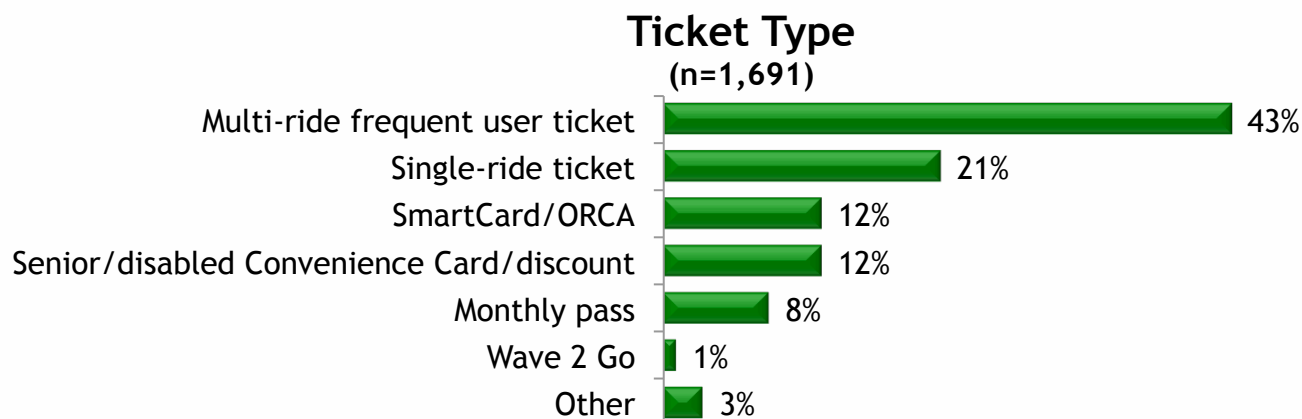 Ticket Type
(n=1,691)
Multi-ride frequent user ticket 43%
Single-ride ticket 21%
SmartCard/ORCA 12%
Senior/disabled Convenience Card/discount 12%
Monthly pass 8%
Wave 2 Go 1%
Other 3%